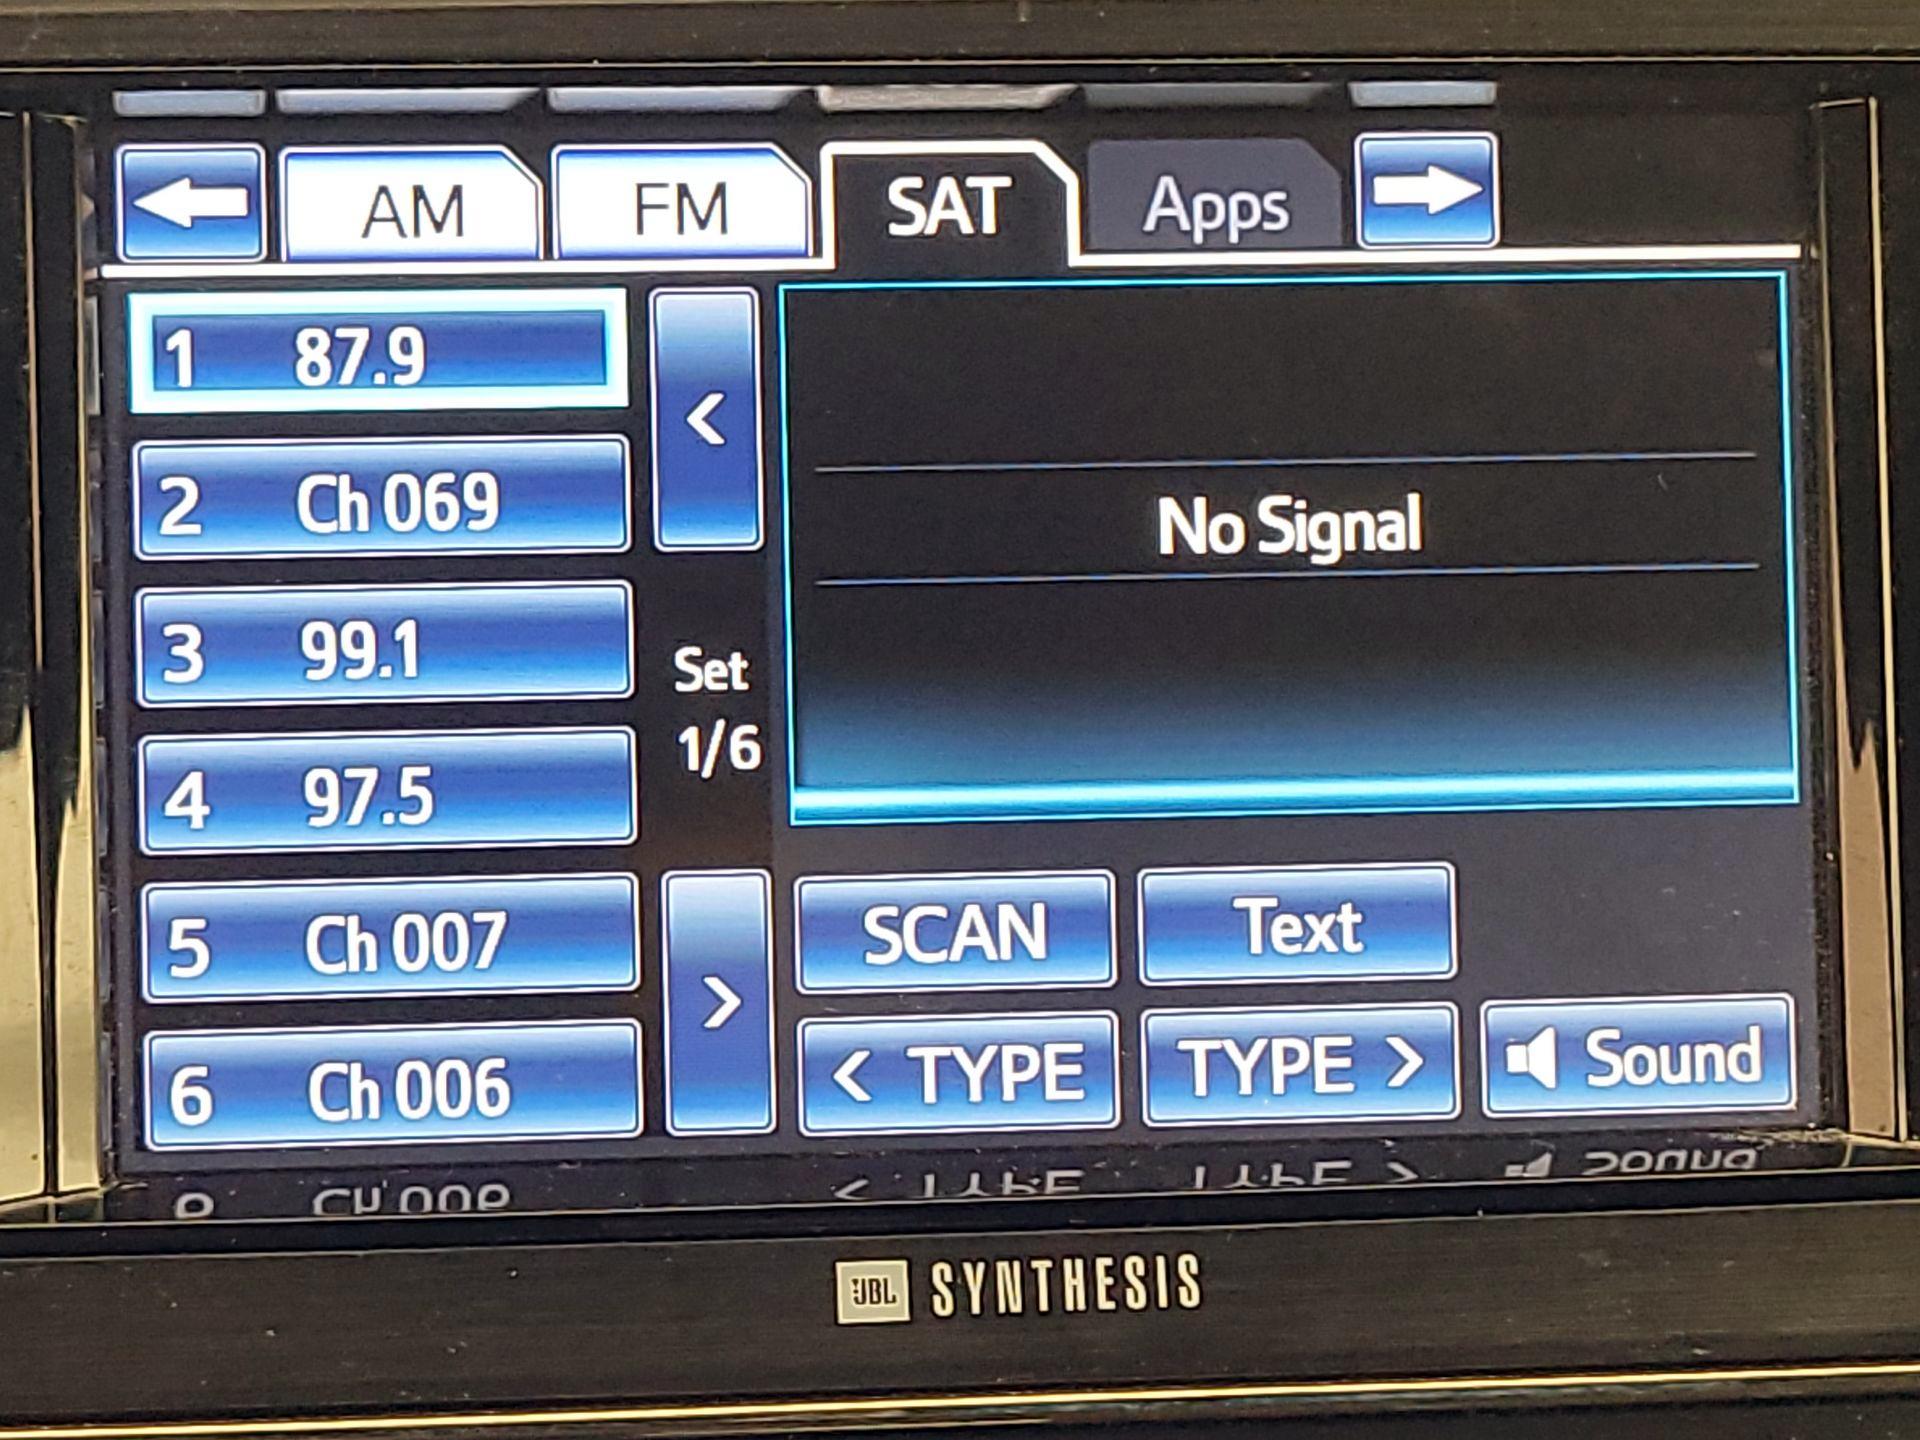 AM FM SAT Apps
1 87.9
2 Ch 069
3 99.1
4 97.5
5 Ch 007
6 Ch 006
<
Set
1/6
>
No Signal
SCAN Text
< TYPE TYPE > Sound
JBL SYNTHESIS